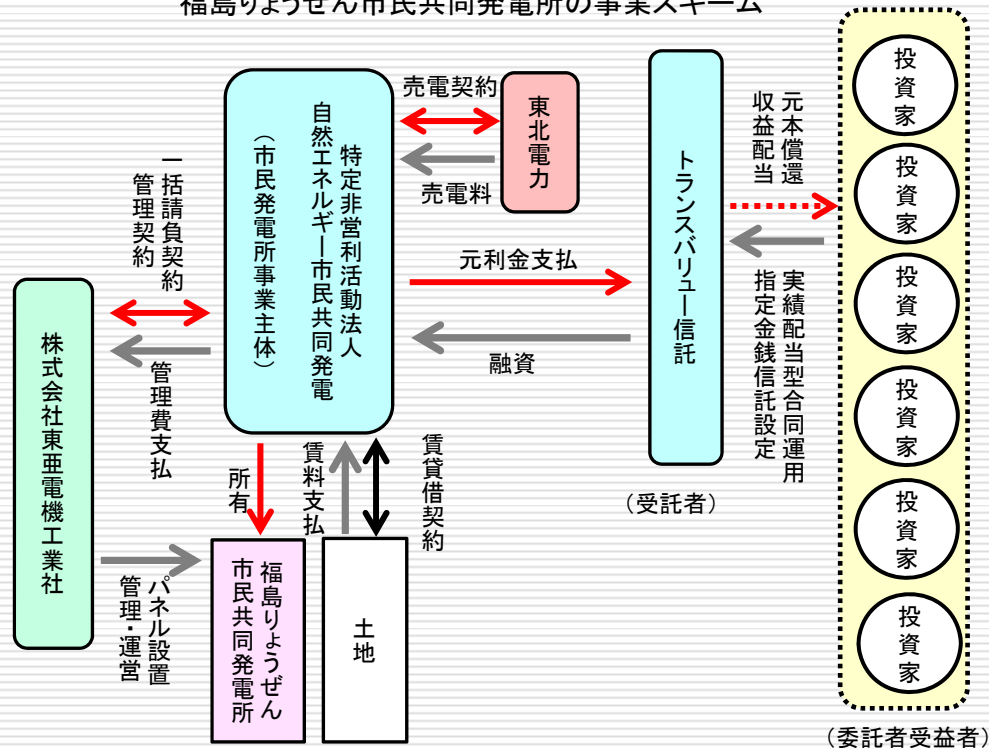 福島りょうぜん市民共同発電所の事業スキーム
売電契約
東北電力
売電料
特定非営利活動法人
自然エネルギー市民共同発電
（市民発電所事業主体）
一括請負契約
管理契約
管理費支払
株式会社東亜電機工業社
パネル設置
管理・運営
所有
賃料支払
賃貸借契約
福島りょうぜん
市民共同発電所
土地
元利金支払
融資
トランスバリュー信託
（受託者）
元本償還
収益配当
実績配当型合同運用
指定金銭信託設定
投資家
投資家
投資家
投資家
投資家
投資家
（委託者受益者）